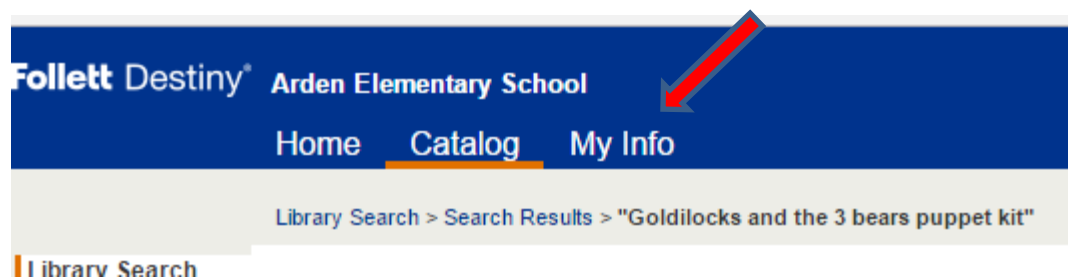 Follett Destiny®
Arden Elementary School
Home Catalog My Info
Library Search > Search Results > "Goldilocks and the 3 bears puppet kit"
Library Search